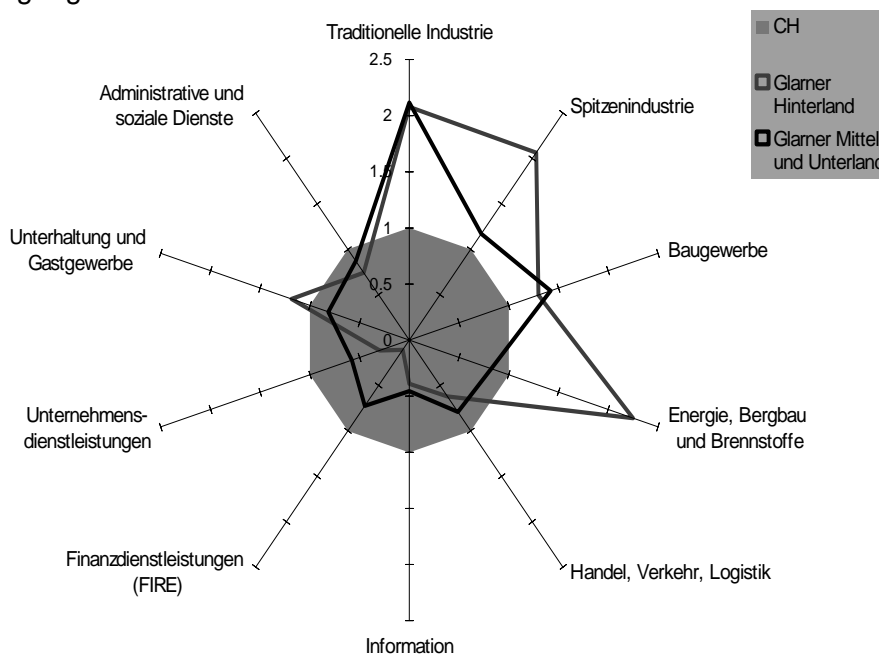 Traditionelle Industrie
2.5
2
1.5
1
0.5
0
Spitzenindustrie
Baugewerbe
Energie, Bergbau
und Brennstoffe
Handel, Verkehr, Logistik
Information
Finanzdienstleistungen
(FIRE)
Unternehmens-
dienstleistungen
Unterhaltung und
Gastgewerbe
Administrative und
soziale Dienste
CH
Glarner
Hinterland
Glarner Mittel
und Unterland